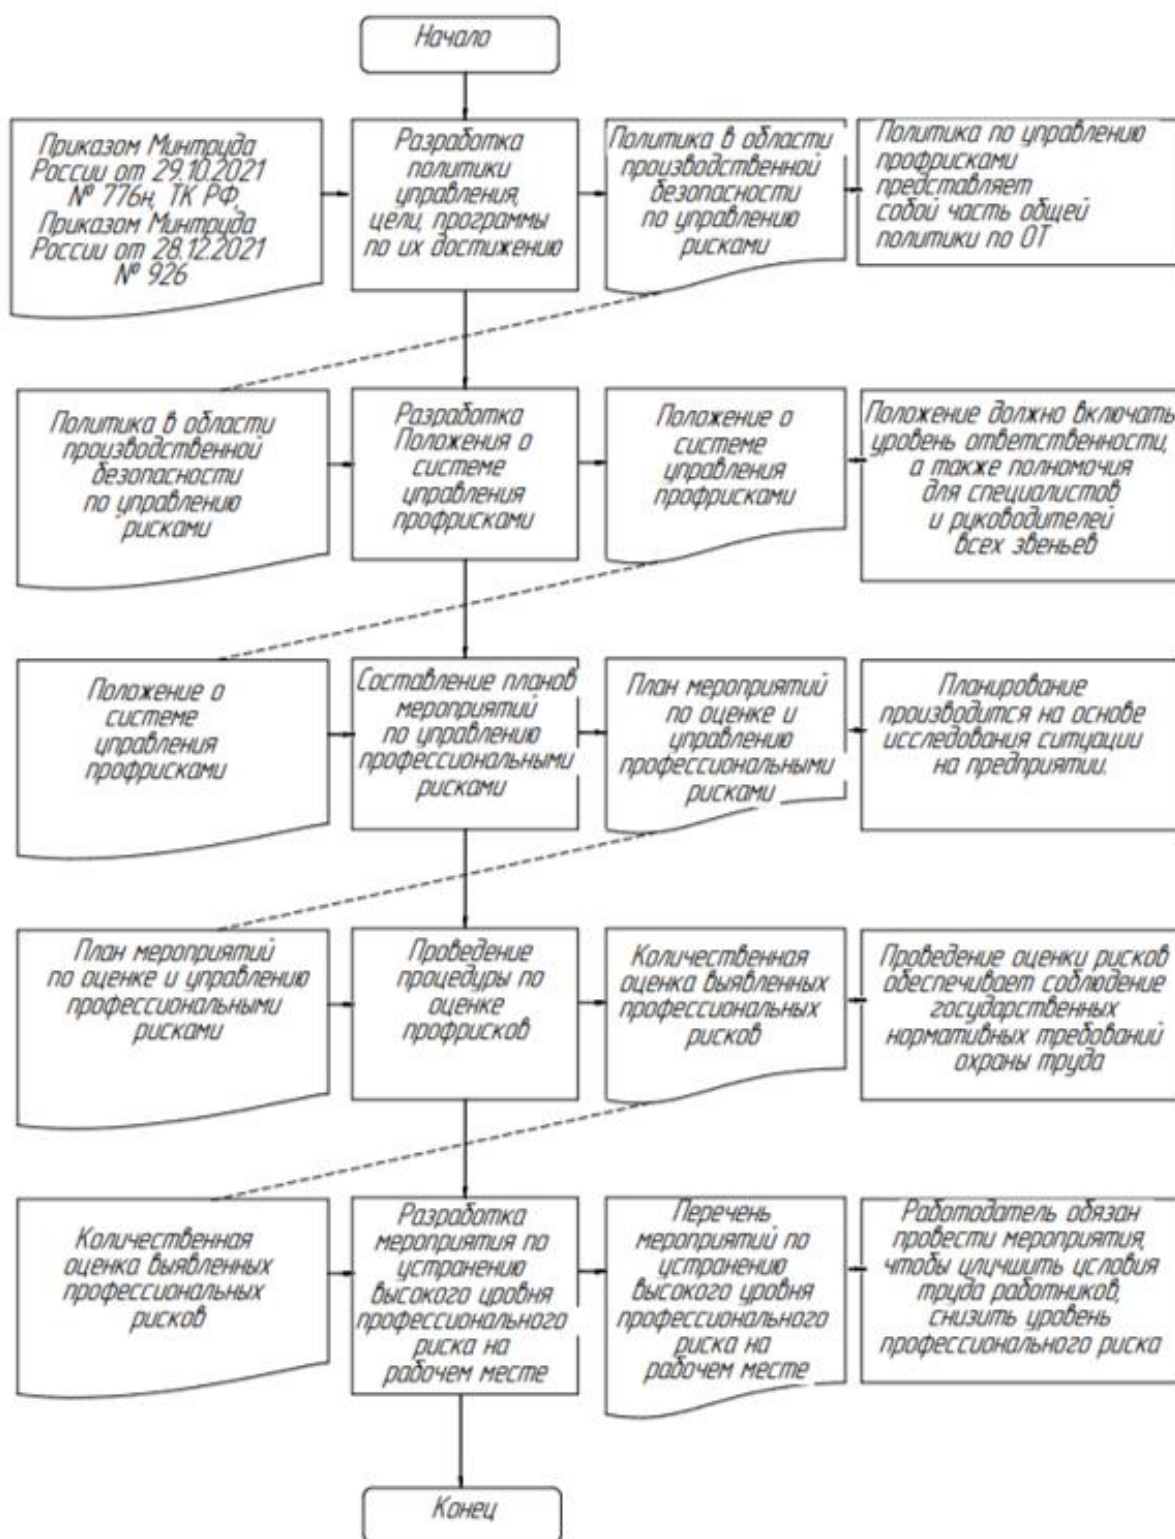 Начало
Приказом Минтруда
России от 29.10.2021
№ 776н, ТК РФ,
Приказом Минтруда
России от 28.12.2021
№ 926
Разработка
политики
управления,
цели, программы
по их достижению
Политика в области
производственной
безопасности
по управлению
рисками
Политика по управлению
профрисками
представляет
собой часть общей
политики по ОТ
Политика в области
производственной
безопасности
по управлению
рисками
Разработка
Положения о
системе
управления
профрисками
Положение о
системе
управления
профрисками
Положение должно включать
уровень ответственности,
а также полномочия
для специалистов
и руководителей
всех звеньев
Положение о
системе
управления
профрисками
Составление планов
мероприятий
по управлению
профессиональными
рисками
План мероприятий
по оценке и
управлению
профессиональными
рисками
Планирование
производится на основе
исследования ситуации
на предприятии.
План мероприятий
по оценке и управлению
профессиональными
рисками
Проведение
процедуры по
оценке
профрисков
Количественная
оценка выявленных
профессиональных
рисков
Проведение оценки рисков
обеспечивает соблюдение
государственных
нормативных требований
охраны труда
Количественная
оценка выявленных
профессиональных
рисков
Разработка
мероприятия по
устранению
высокого уровня
профессионального
риска на
рабочем месте
Перечень
мероприятий по
устранению
высокого уровня
профессионального
риска на
рабочем месте
Работодатель обязан
провести мероприятия,
чтобы улучшить условия
труда работников,
снизить уровень
профессионального риска
Конец